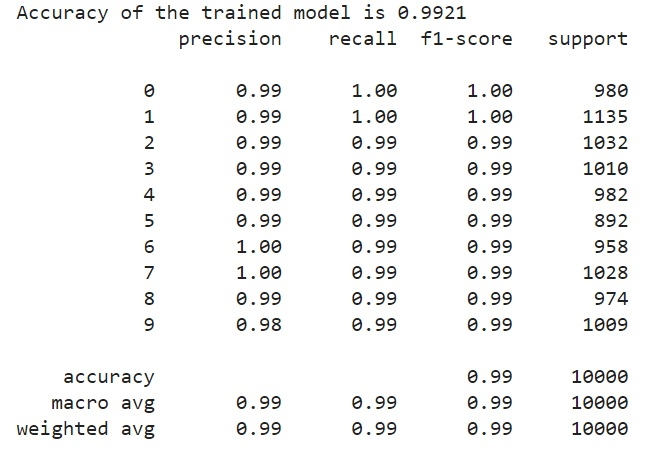 Accuracy of the trained model is 0.9921
precision recall f1-score support
0 0.99 1.00 1.00 980
1 0.99 1.00 1.00 1135
2 0.99 0.99 0.99 1032
3 0.99 0.99 0.99 1010
4 0.99 0.99 0.99 982
5 0.99 0.99 0.99 892
6 1.00 0.99 0.99 958
7 1.00 0.99 0.99 1028
8 0.99 0.99 0.99 974
9 0.98 0.99 0.99 1009
accuracy 0.99 10000
macro avg 0.99 0.99 0.99 10000
weighted avg 0.99 0.99 0.99 10000